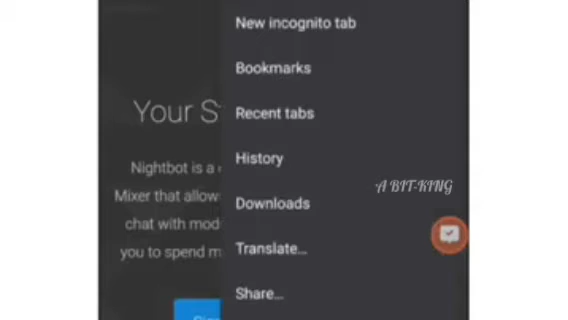 New incognito tab
Bookmarks
Your S
Recent tabs
History
Nightbot is a
Mixer that allow
A BIT-KING
Downloads
chat with mod
Translate...
you to spend m
Share...